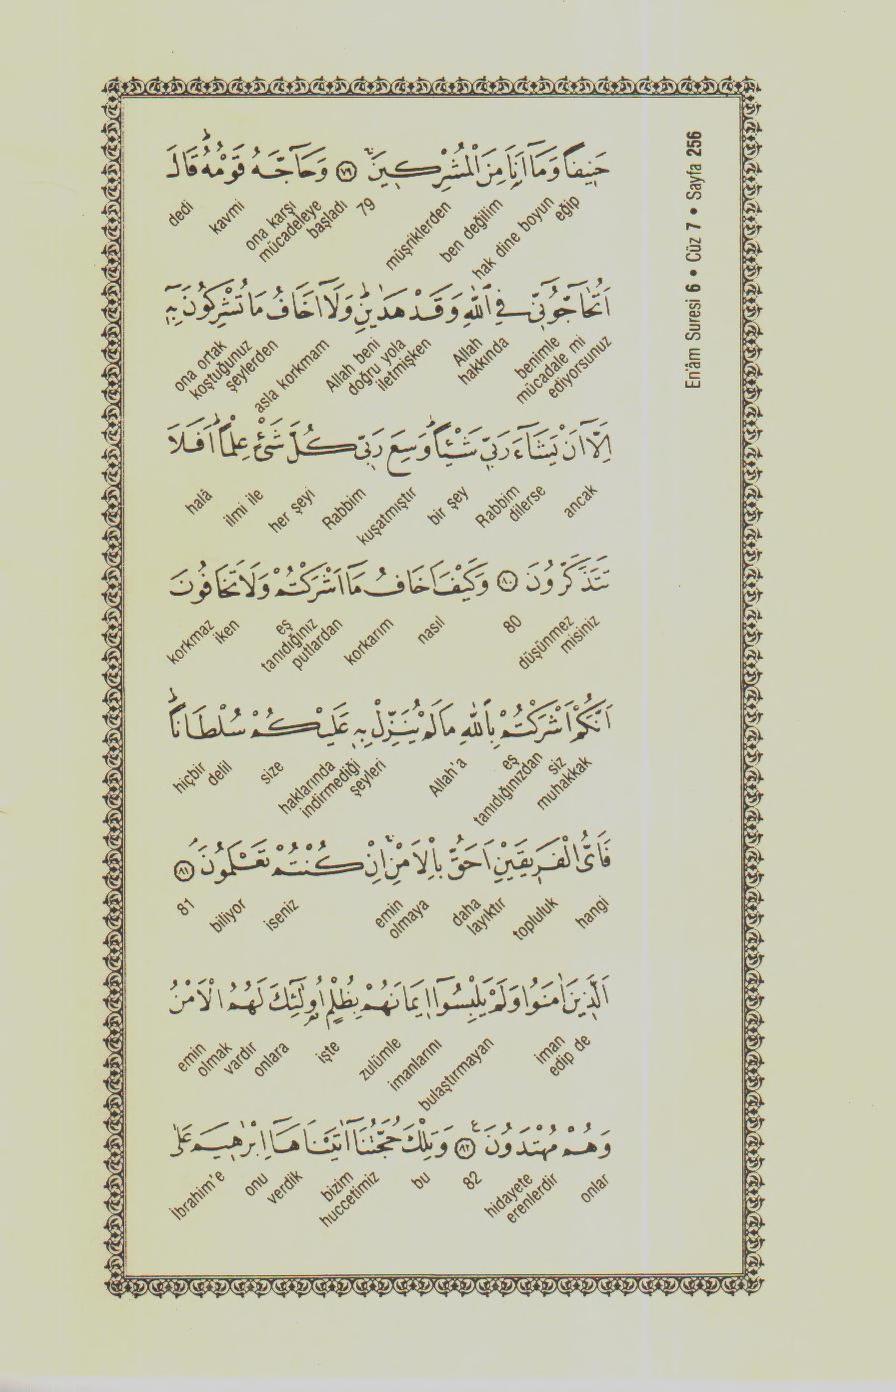 En'âm Suresi 6 • Cüz 7 • Sayfa 256
حَنِيفًا وَمَٓا اَنَا۬ مِنَ الْمُشْرِك۪ينَۚ ﴿٧٩﴾ وَحَٓاجَّهُ قَوْمُهُۜ قَالَ
hak dine boyun eğip ben değilim müşriklerden 79 ona karşı mücadeleye başladı kavmi dedi
اَتُحَٓاجُّٓونّ۪ي فِي اللّٰهِ وَقَدْ هَدٰينِۜ وَلَٓا اَخَافُ مَا تُشْرِكُونَ بِه۪ٓ
benimle mücadale mi ediyorsunuz Allah hakkında Allah beni doğru yola iletmişken asla korkmam ona ortak koştuğunuz şeylerden
اِلَّٓا اَنْ يَشَٓاءَ رَبّ۪ي شَيْـًٔاۜ وَسِعَ رَبّ۪ي كُلَّ شَيْءٍ عِلْمًاۜ اَفَلَا
ancak Rabbim dilerse bir şey kuşatmıştır Rabbim her şeyi ilmi ile halâ
تَتَذَكَّرُونَ ﴿٨٠﴾ وَكَيْفَ اَخَافُ مَٓا اَشْرَكْتُمْ وَلَا تَخَافُونَ
düşünmez misiniz 80 nasıl korkarım eş tanıdığınız putlardan korkmaz iken
اَنَّكُمْ اَشْرَكْتُمْ بِاللّٰهِ مَا لَمْ يُنَزِّلْ بِه۪ عَلَيْكُمْ سُلْطَانًاۜ
siz muhakkak eş tanıdığınızdan Allah'a haklarında indirmediği şeyleri size hiçbir delil
فَاَيُّ الْفَر۪يقَيْنِ اَحَقُّ بِالْاَمْنِۚ اِنْ كُنْتُمْ تَعْلَمُونَۢ ﴿٨١﴾
hangi topluluk daha layıktır emin olmaya iseniz biliyor 81
اَلَّذ۪ينَ اٰمَنُوا وَلَمْ يَلْبِسُٓوا ا۪يمَانَهُمْ بِظُلْمٍ اُو۬لٰٓئِكَ لَهُمُ الْاَمْنُ
iman edip de bulaştırmayan imanlarını zulümle işte onlara vardır emin olmak
وَهُمْ مُهْتَدُونَ۟ ﴿٨٢﴾ وَتِلْكَ حُجَّتُنَٓا اٰتَيْنَاهَٓا اِبْرٰه۪يمَ عَلٰى
onlar hidayete erenlerdir 82 bu bizim huccetimiz verdik onu İbrahim'e